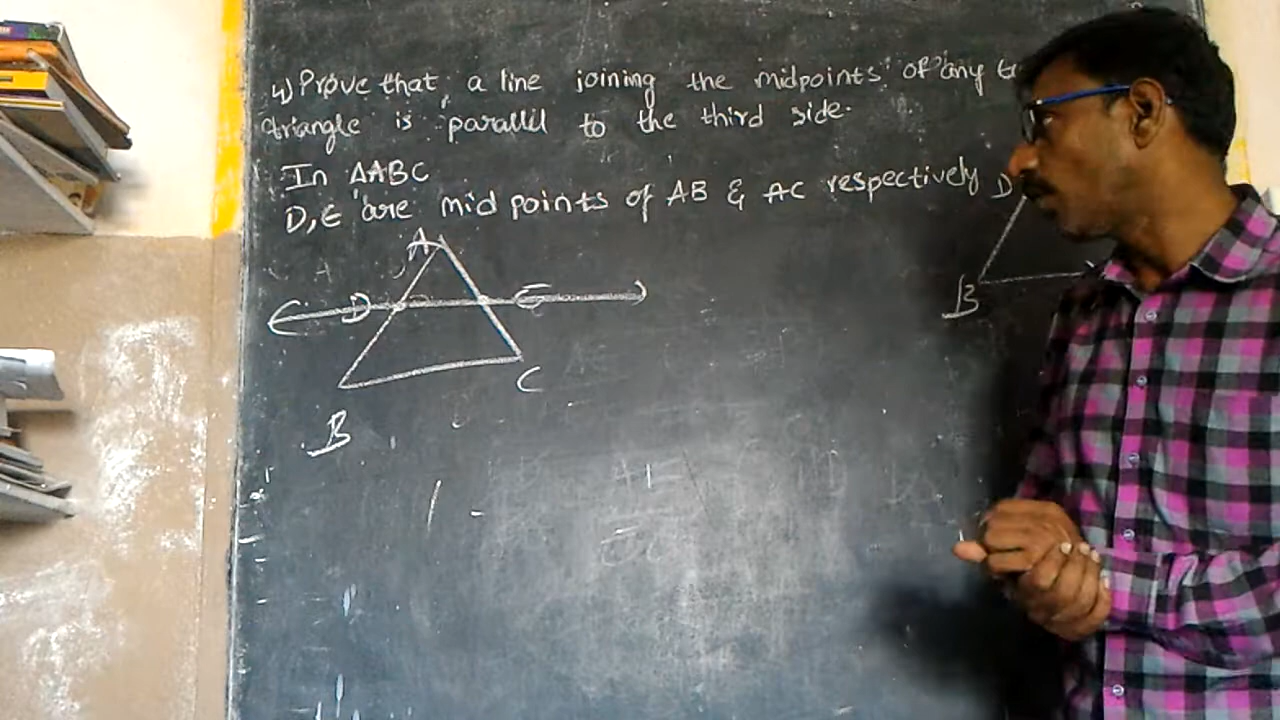 4) Prove that a line joining the midpoints of any
triangle is parallel to the third side.
In ΔABC
D,E are mid points of AB & AC respectively
A
D
D E
C
B
B